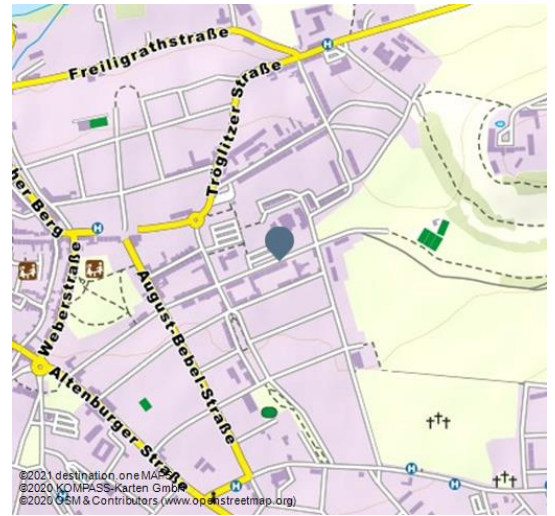 Freiligrathstraße
Tröglitzer Straße
her Berg
Weberstraße
August-Bebel-Straße
Altenburger Straße
H
H
H
H
H
H
©2021 destination.one MAPS
©2020 KOMPASS-Karten GmbH
©2020 OSM & Contributors (www.openstreetmap.org)